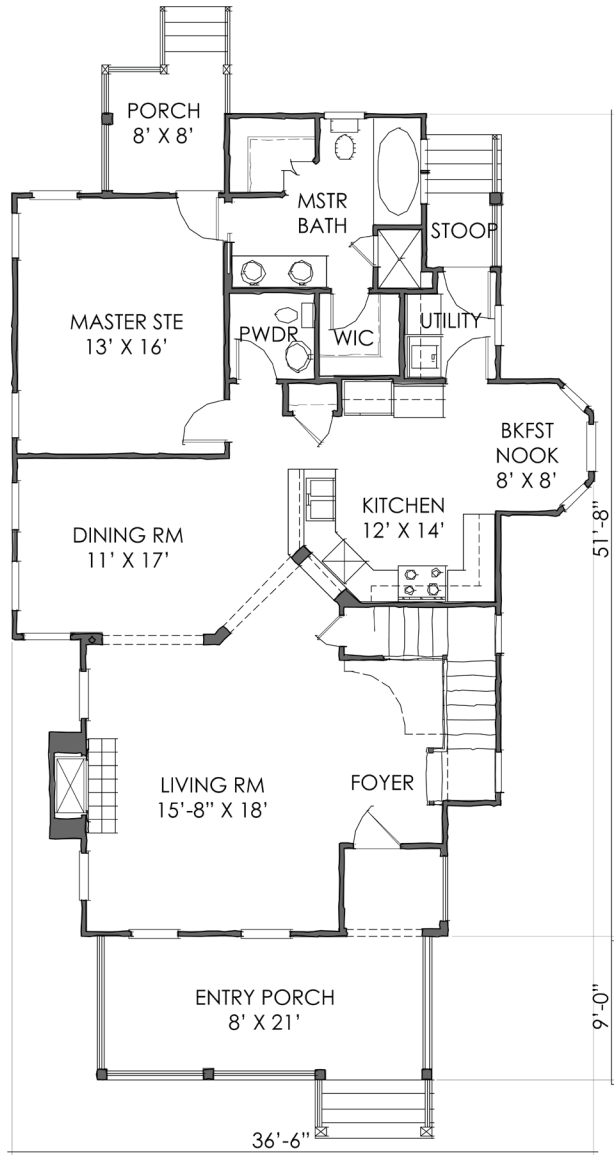 PORCH
8’ X 8’
MSTR
BATH
STOOP
MASTER STE
13’ X 16’
PWDR
WIC
UTILITY
BKFST
NOOK
8’ X 8’
KITCHEN
12’ X 14’
DINING RM
11’ X 17’
51’-8”
LIVING RM
15’-8” X 18’
FOYER
ENTRY PORCH
8’ X 21’
9’-0”
36’-6”